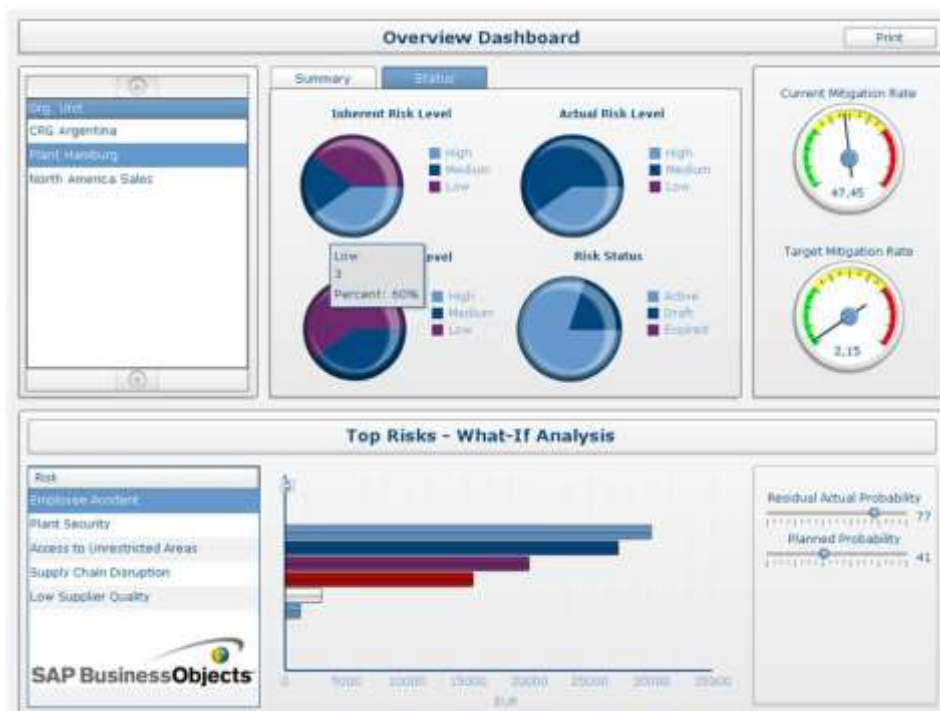 Overview Dashboard
Print
Org. Unit
CRG Argentina
Plant Hamburg
North America Sales
Summary
Status
Inherent Risk Level
High
Medium
Low
Actual Risk Level
High
Medium
Low
Low
3
Percent: 60%
High
Medium
Low
Risk Status
Active
Draft
Expired
Current Mitigation Rate
47,45
Target Mitigation Rate
2,15
Top Risks - What-If Analysis
Risk
Employee Accident
Plant Security
Access to Unrestricted Areas
Supply Chain Disruption
Low Supplier Quality
SAP BusinessObjects
0 5000 10000 15000 20000 25000 30000 35000
EUR
Residual Actual Probability
77
Planned Probability
41